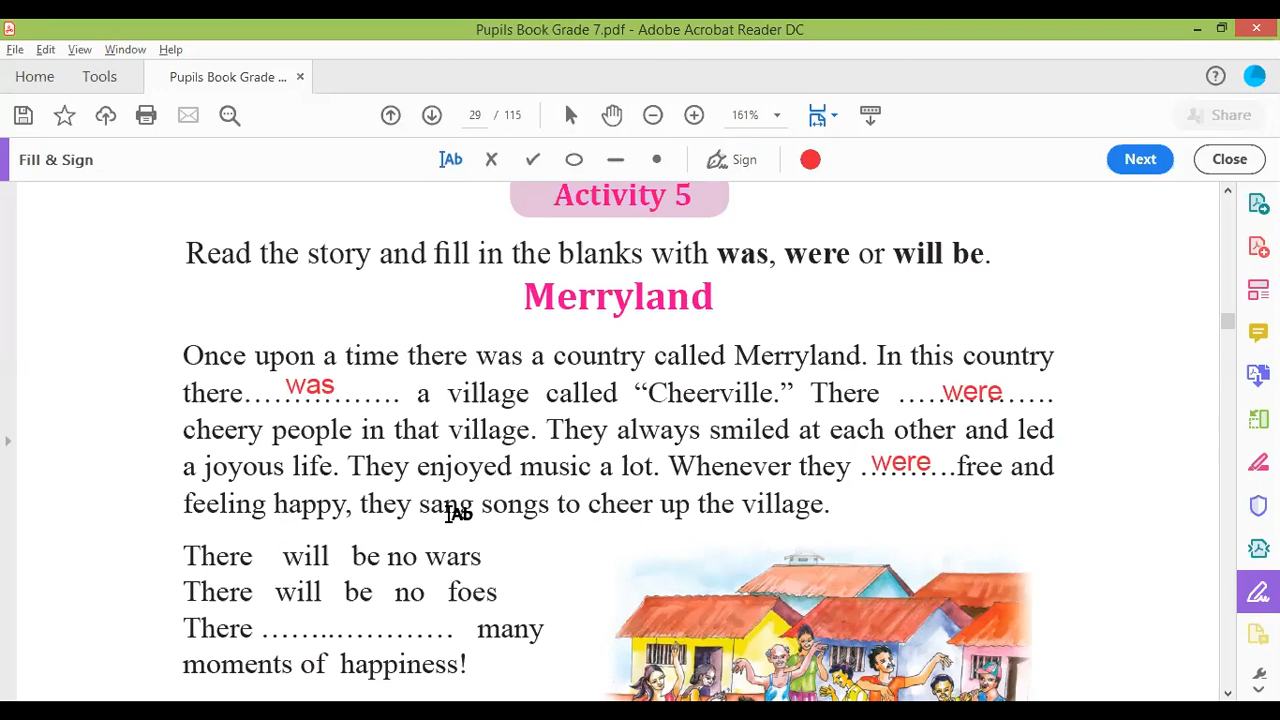 Pupils Book Grade 7.pdf - Adobe Acrobat Reader DC
File Edit View Window Help
Home Tools Pupils Book Grade ... ×
29 / 115 161% Share
Fill & Sign
Ab Sign Next Close
Activity 5
Read the story and fill in the blanks with was, were or will be.
Merryland
Once upon a time there was a country called Merryland. In this country
there……was………. a village called “Cheerville.” There ……were…….
cheery people in that village. They always smiled at each other and led
a joyous life. They enjoyed music a lot. Whenever they …were…….free and
feeling happy, they sang songs to cheer up the village.
Ab
There will be no wars
There will be no foes
There ……..………… many
moments of happiness!